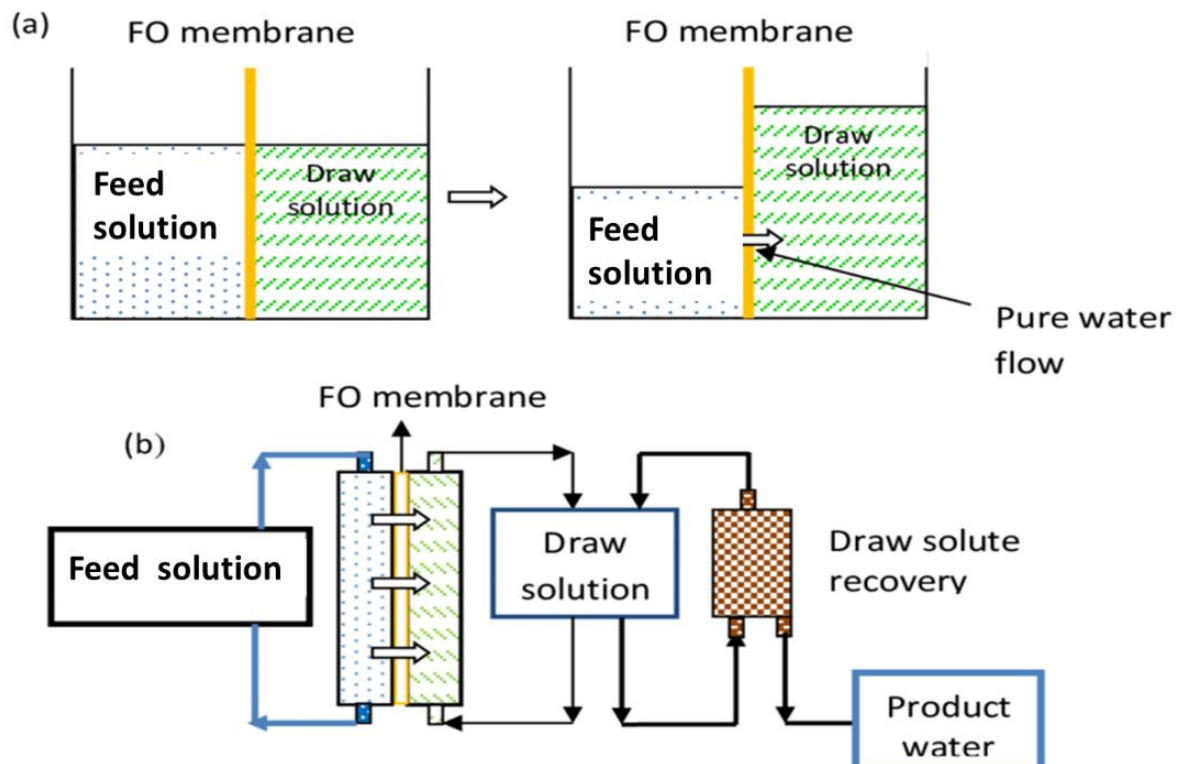 (a)
FO membrane
FO membrane
Feed
solution
Draw
solution
Draw
solution
Feed
solution
Pure water
flow
FO membrane
(b)
Feed solution
Draw
solution
Draw solute
recovery
Product
water